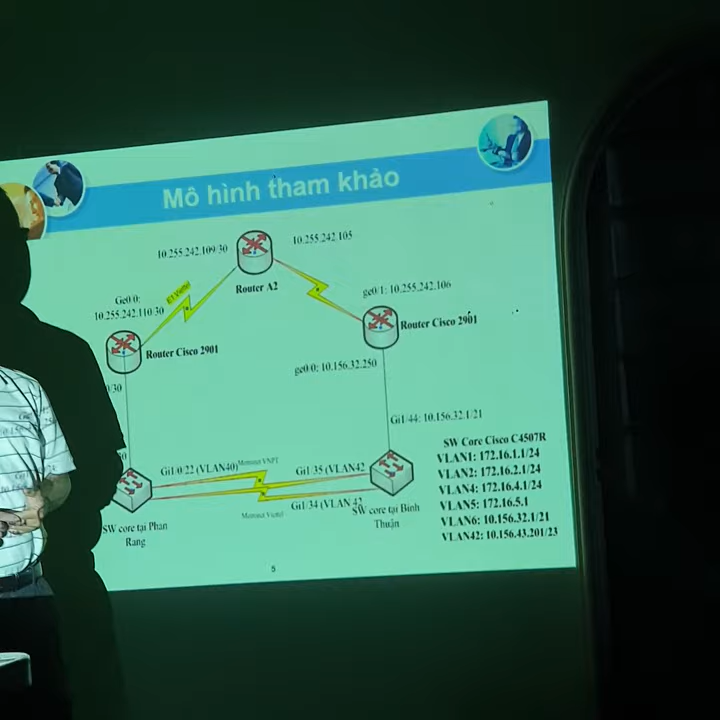 Mô hình tham khảo
10.255.242.109/30
10.255.242.105
Router A2
Ge0/0:
10.255.242.110/30
E1 Viettel
ge0/1: 10.255.242.106
Router Cisco 2901
Router Cisco 2901
/30
ge0/0: 10.156.32.250
Gi1/44: 10.156.32.1/21
SW Core Cisco C4507R
VLAN1: 172.16.1.1/24
VLAN2: 172.16.2.1/24
VLAN4: 172.16.4.1/24
VLAN5: 172.16.5.1
VLAN6: 10.156.32.1/21
VLAN42: 10.156.43.201/23
Gi1/0/22 (VLAN40)
VNPT
Gi1/35 (VLAN42
Gi1/34 (VLAN 42
Viettel
SW core tại Phan
Rang
SW core tại Bình
Thuận
5